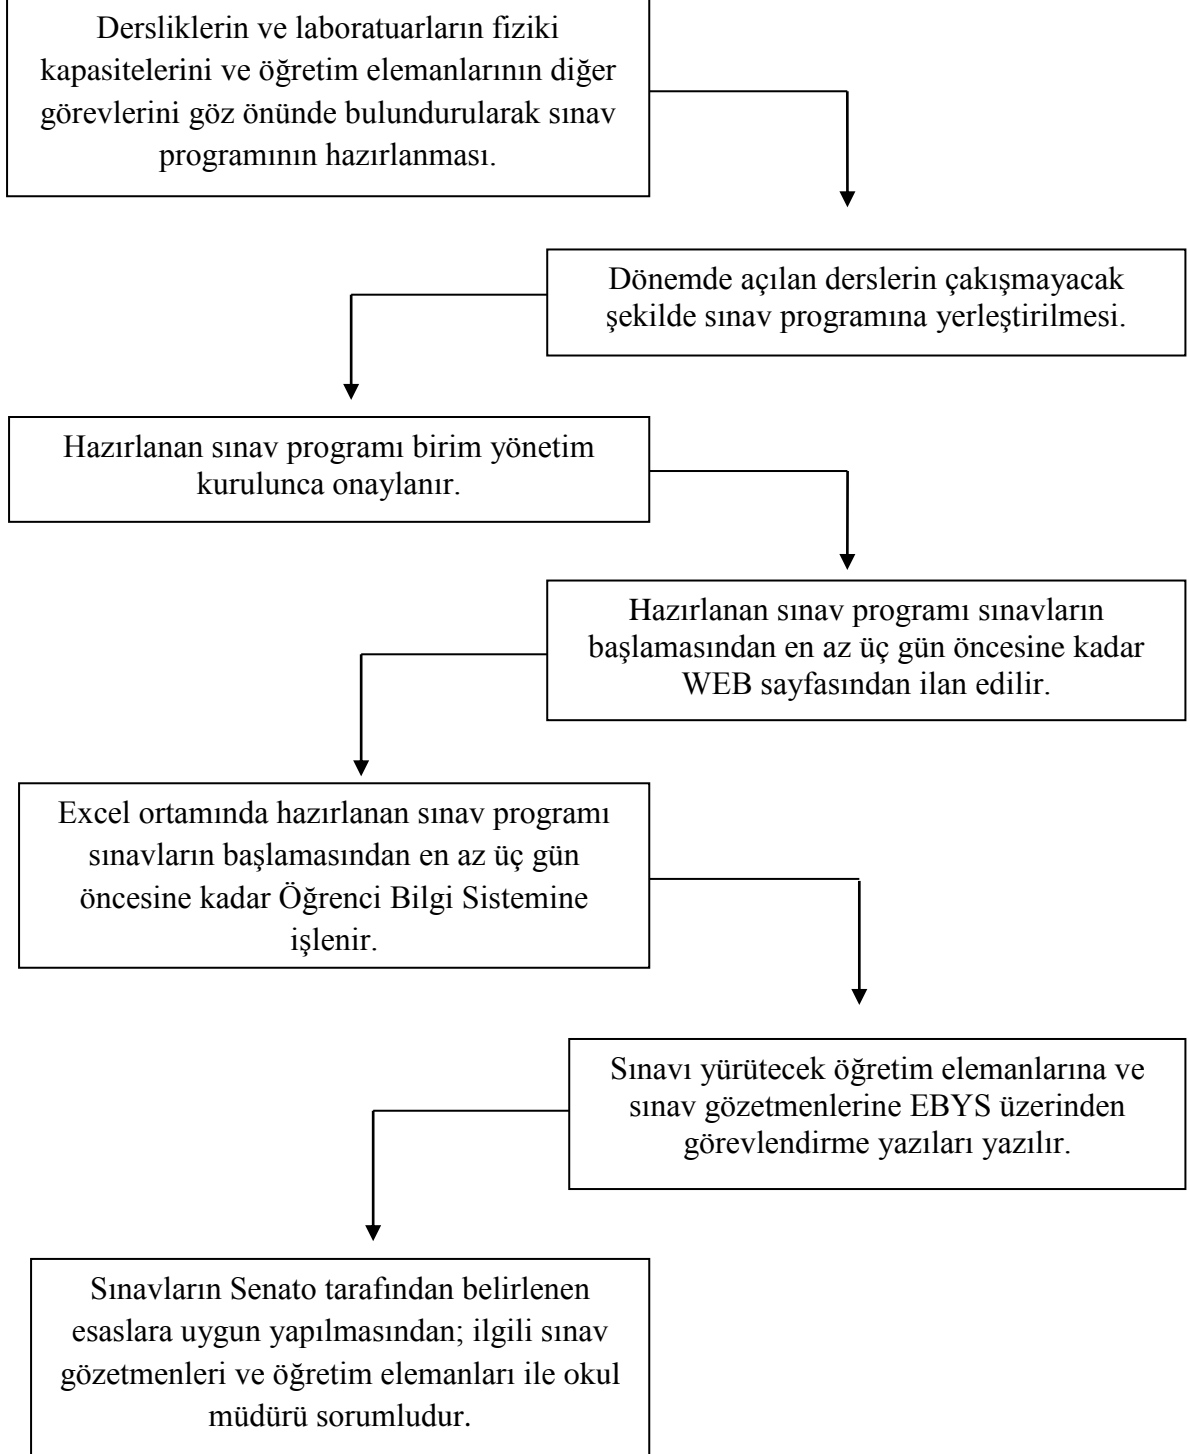 Dersliklerin ve laboratuarların fiziki
kapasitelerini ve öğretim elemanlarının diğer
görevlerini göz önünde bulundurularak sınav
programının hazırlanması.
Dönemde açılan derslerin çakışmayacak
şekilde sınav programına yerleştirilmesi.
Hazırlanan sınav programı birim yönetim
kurulunca onaylanır.
Hazırlanan sınav programı sınavların
başlamasından en az üç gün öncesine kadar
WEB sayfasından ilan edilir.
Excel ortamında hazırlanan sınav programı
sınavların başlamasından en az üç gün
öncesine kadar Öğrenci Bilgi Sistemine
işlenir.
Sınavı yürütecek öğretim elemanlarına ve
sınav gözetmenlerine EBYS üzerinden
görevlendirme yazıları yazılır.
Sınavların Senato tarafından belirlenen
esaslara uygun yapılmasından; ilgili sınav
gözetmenleri ve öğretim elemanları ile okul
müdürü sorumludur.